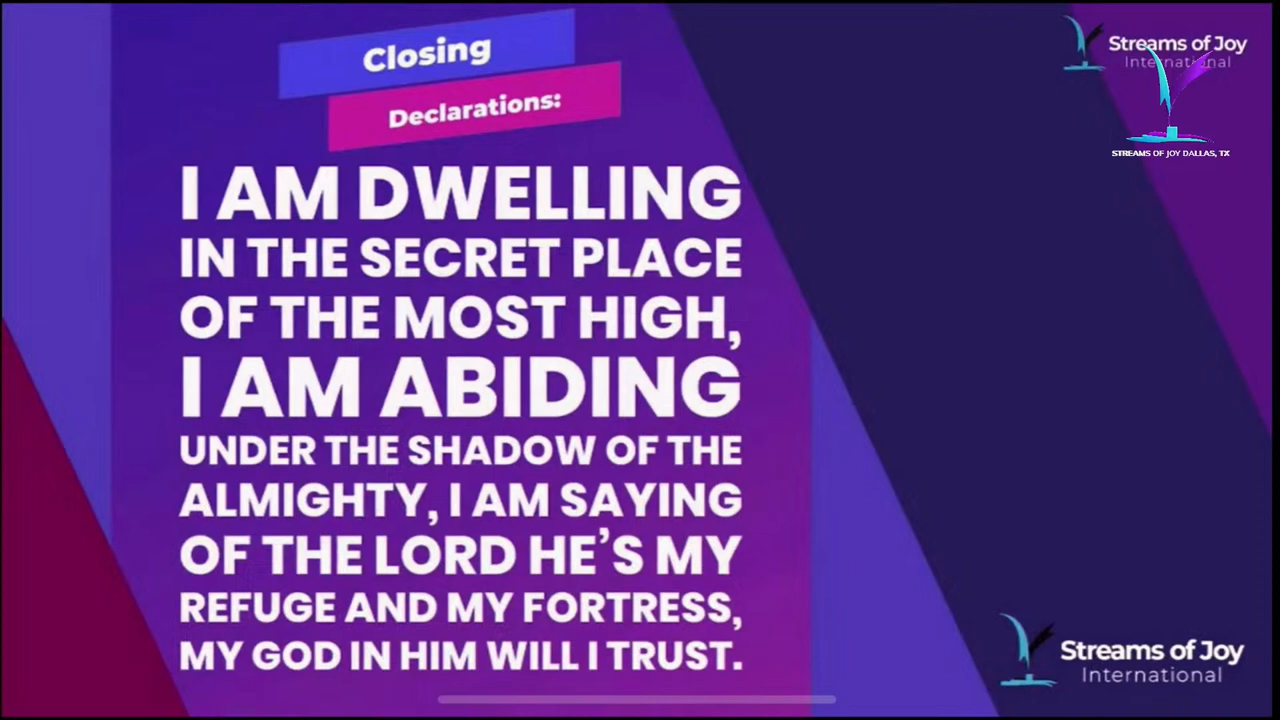 Closing
Declarations:
I AM DWELLING
IN THE SECRET PLACE
OF THE MOST HIGH,
I AM ABIDING
UNDER THE SHADOW OF THE
ALMIGHTY, I AM SAYING
OF THE LORD HE'S MY
REFUGE AND MY FORTRESS,
MY GOD IN HIM WILL I TRUST.
Streams of Joy
International
STREAMS OF JOY DALLAS, TX
Streams of Joy
International